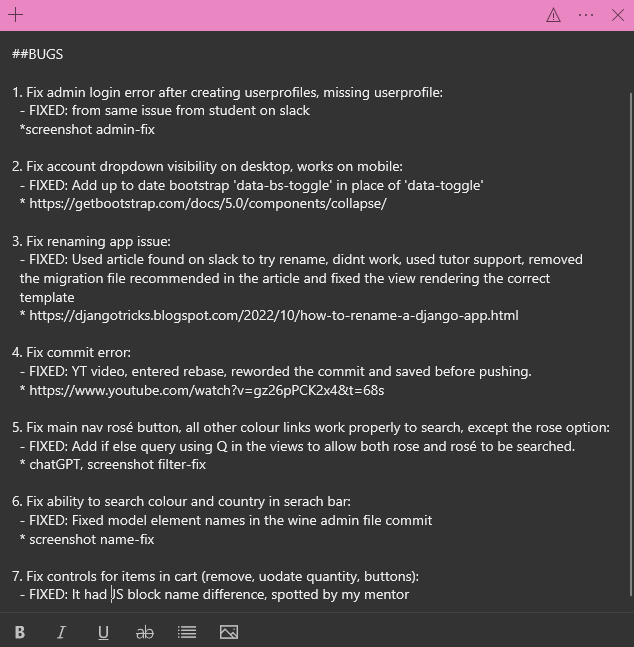 ##BUGS
1. Fix admin login error after creating userprofiles, missing userprofile:
- FIXED: from same issue from student on slack
*screenshot admin-fix
2. Fix account dropdown visibility on desktop, works on mobile:
- FIXED: Add up to date bootstrap 'data-bs-toggle' in place of 'data-toggle'
* https://getbootstrap.com/docs/5.0/components/collapse/
3. Fix renaming app issue:
- FIXED: Used article found on slack to try rename, didnt work, used tutor support, removed
the migration file recommended in the article and fixed the view rendering the correct
template
* https://djangotricks.blogspot.com/2022/10/how-to-rename-a-django-app.html
4. Fix commit error:
- FIXED: YT video, entered rebase, reworded the commit and saved before pushing.
* https://www.youtube.com/watch?v=gz26pPCK2x4&t=68s
5. Fix main nav rosé button, all other colour links work properly to search, except the rose option:
- FIXED: Add if else query using Q in the views to allow both rose and rosé to be searched.
* chatGPT, screenshot filter-fix
6. Fix ability to search colour and country in serach bar:
- FIXED: Fixed model element names in the wine admin file commit
* screenshot name-fix
7. Fix controls for items in cart (remove, uodate quantity, buttons):
- FIXED: It had JS block name difference, spotted by my mentor
B I U ab